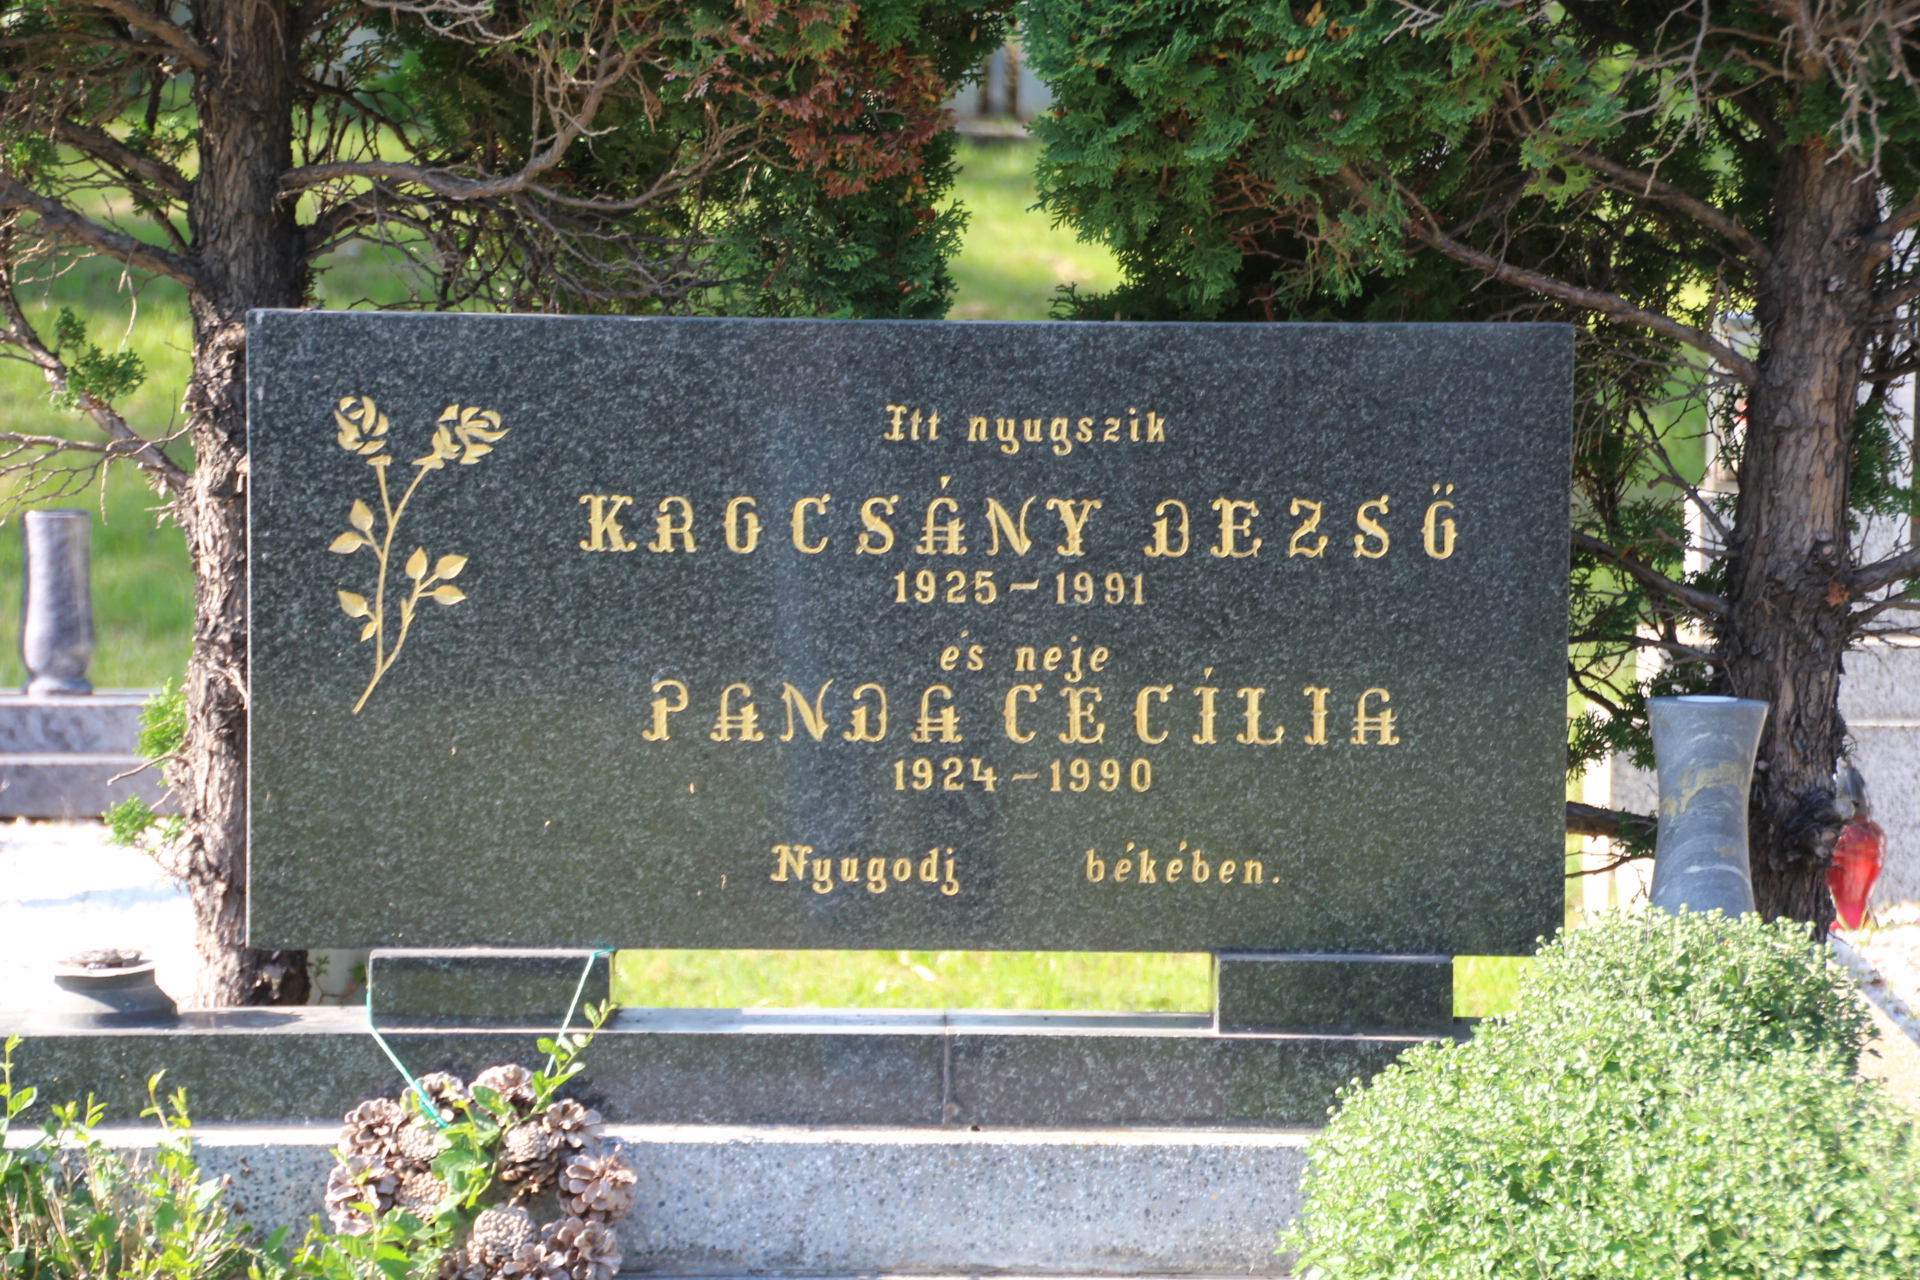 Itt nyugszik
KROCSÁNY DEZSŐ
1925-1991
és neje
PANDA CECÍLIA
1924-1990
Nyugodj békében.